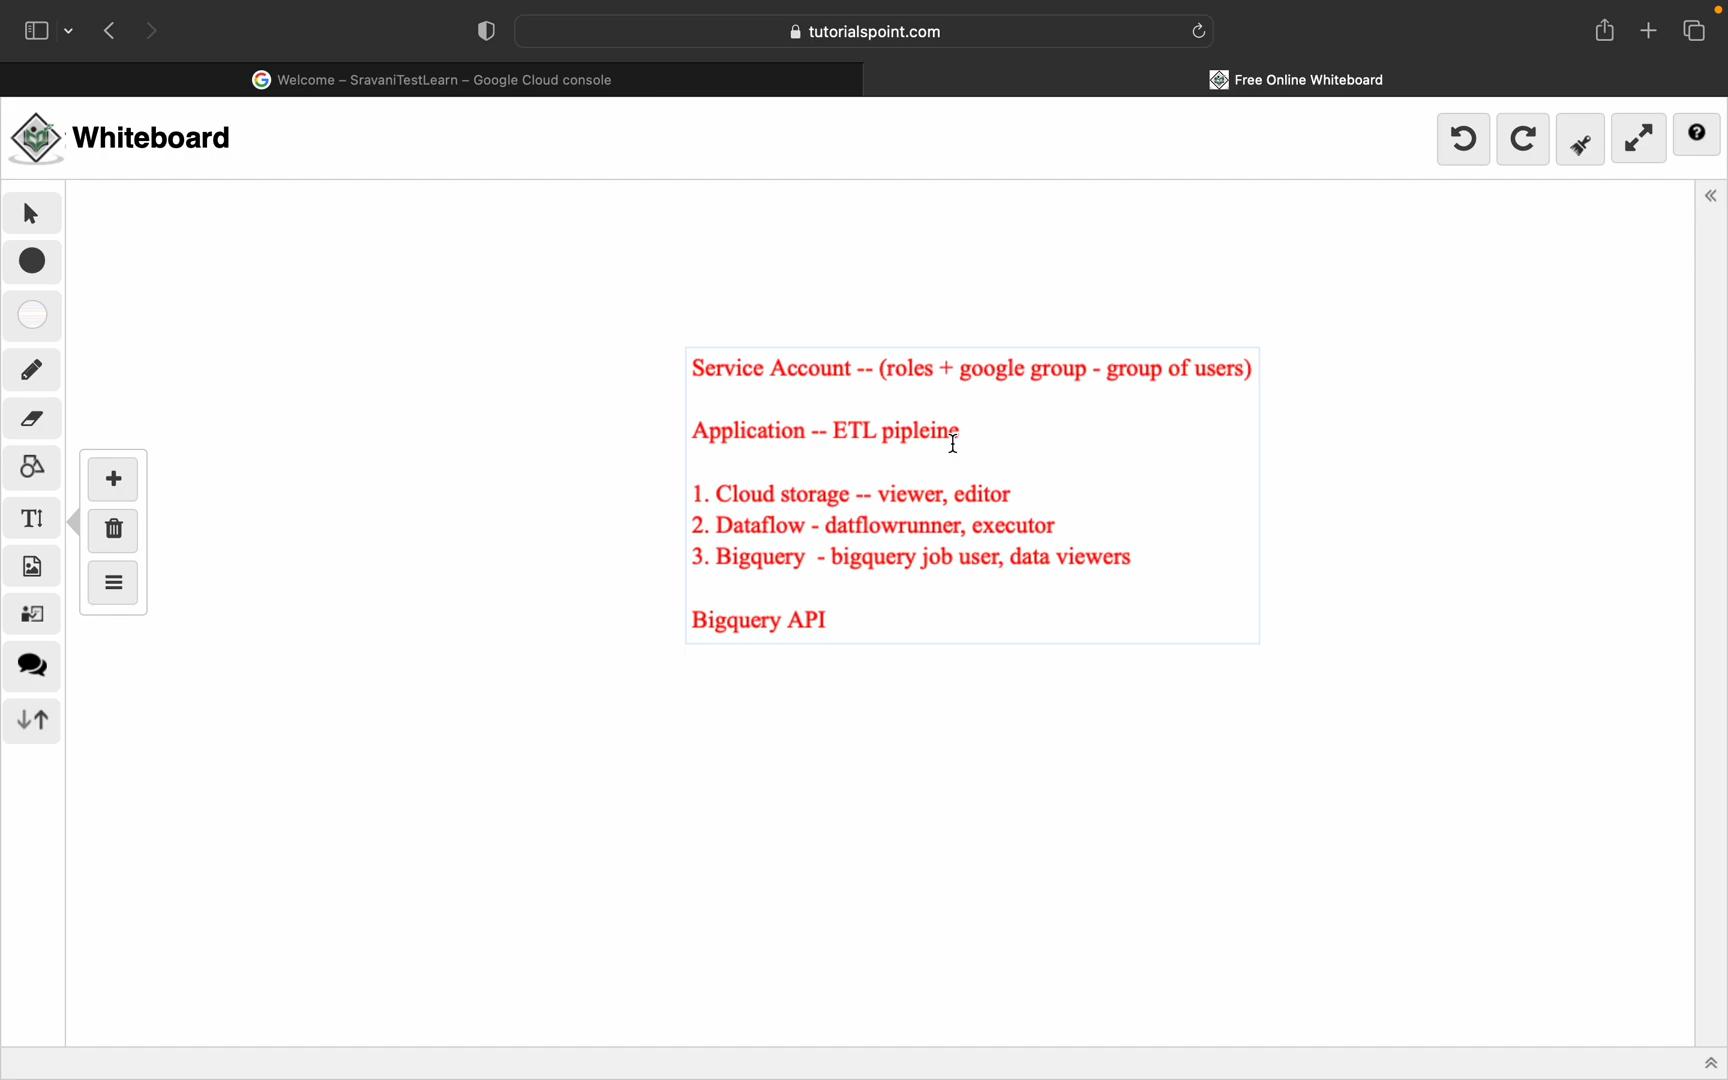 tutorialspoint.com
Welcome – SravaniTestLearn – Google Cloud console
Free Online Whiteboard
Whiteboard
Service Account -- (roles + google group - group of users)
Application -- ETL pipleine
1. Cloud storage -- viewer, editor
2. Dataflow - datflowrunner, executor
3. Bigquery  - bigquery job user, data viewers
Bigquery API